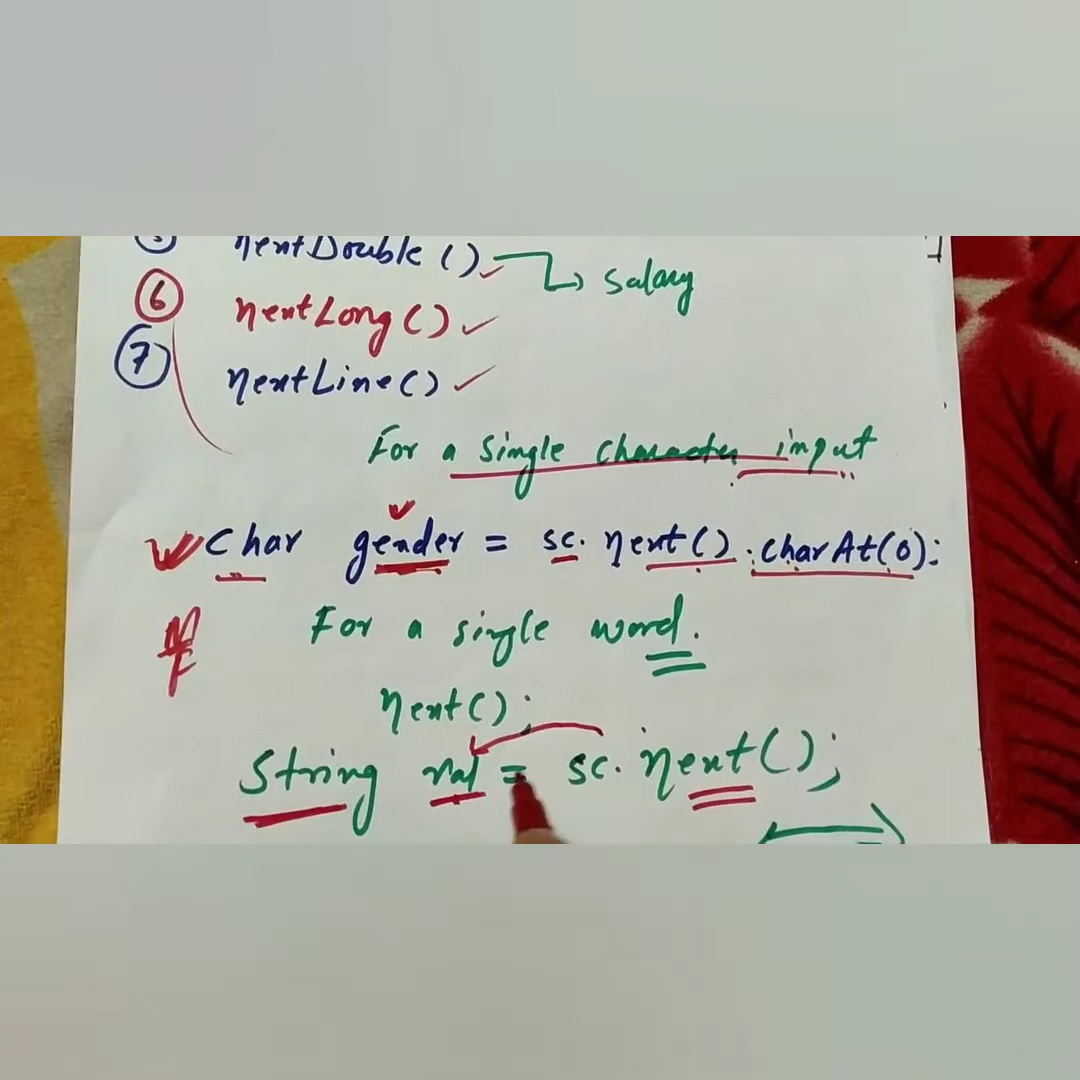 nextDouble () → Salary
6 nextLong () ✓
7 nextLine () ✓
For a single character input
Char gender = sc. next() . charAt(0):
M
F
For a single word.
next() ;
String val = sc. next() ;